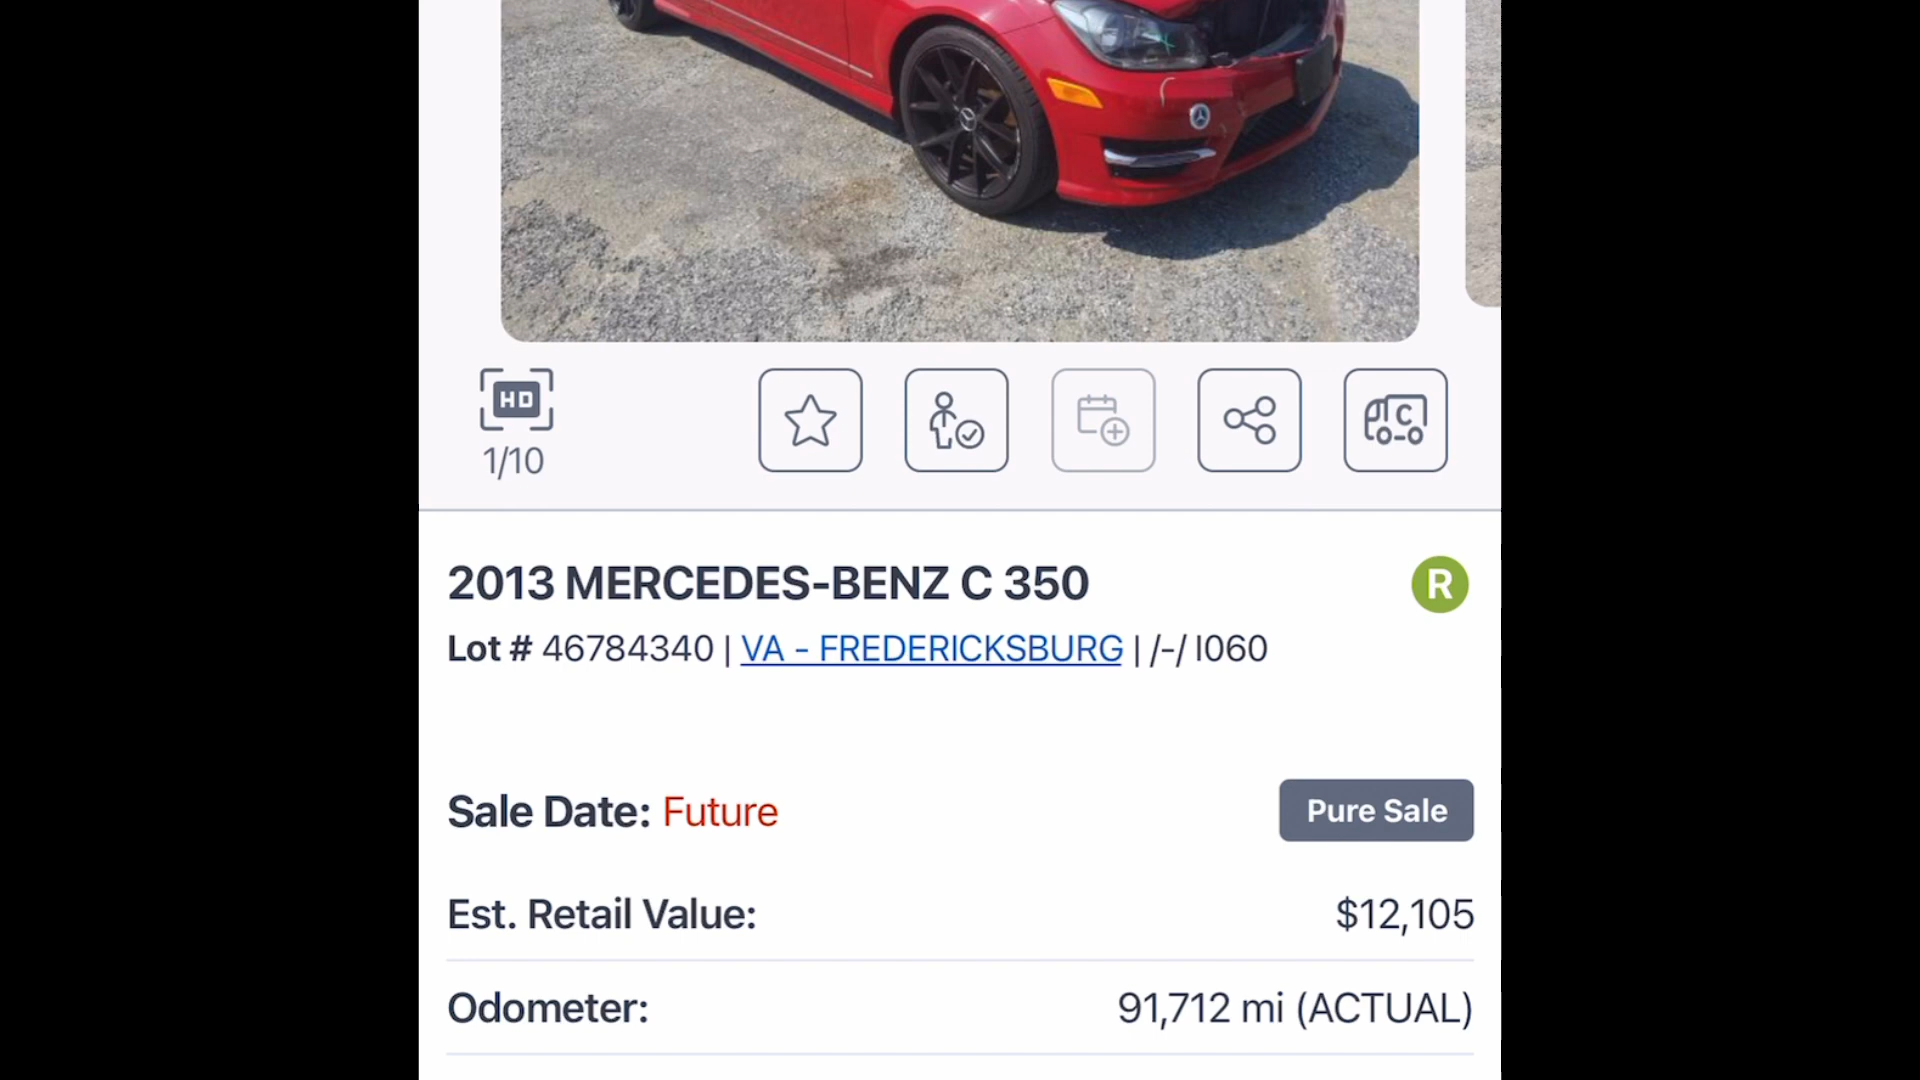 HD
1/10
C
2013 MERCEDES-BENZ C 350
R
Lot # 46784340 | VA - FREDERICKSBURG | /-/ I060
Sale Date: Future
Pure Sale
Est. Retail Value:
$12,105
Odometer:
91,712 mi (ACTUAL)